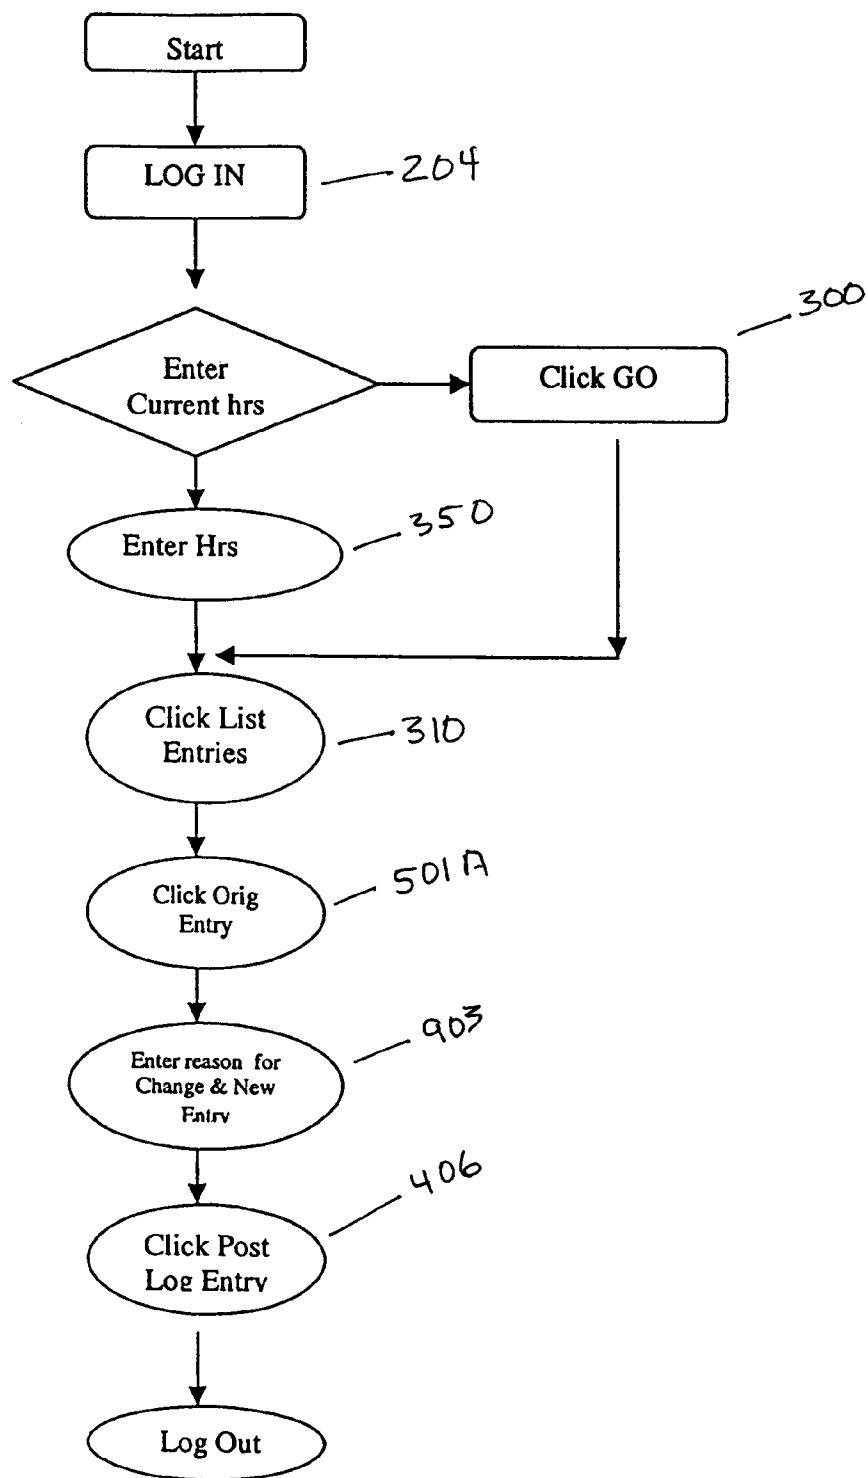 Start
LOG IN
204
300
Enter
Current hrs
Click GO
Enter Hrs
350
Click List
Entries
310
Click Orig
Entry
501A
Enter reason for
Change & New
Entry
903
Click Post
Log Entry
406
Log Out